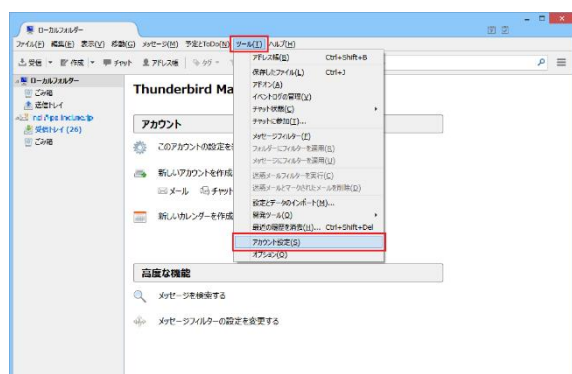 ローカルフォルダー
ファイル(F) 編集(E) 表示(V) 移動(G) メッセージ(M) 予定とToDo(N) ツール(T) ヘルプ(H)
受信 作成 チャット アドレス帳 タグ
アドレス帳(B) Ctrl+Shift+B
保存したファイル(L) Ctrl+J
アドオン(A)
イベントログの管理(V)
チャット状態(C)
チャットに参加(I)...
メッセージフィルター(F)
フォルダーにフィルターを適用(R)
メッセージにフィルターを適用(U)
迷惑メールフィルターを実行(C)
迷惑メールとマークされたメールを削除(D)
設定とデータのインポート(M)...
開発ツール(O)
最近の履歴を消去(H)... Ctrl+Shift+Del
アカウント設定(S)
オプション(O)
ローカルフォルダー
ごみ箱
送信トレイ
受信トレイ (26)
ごみ箱
Thunderbird Ma
アカウント
このアカウントの設定を
新しいアカウントを作成
メール チャット
新しいカレンダーを作成
高度な機能
メッセージを検索する
メッセージフィルターの設定を変更する